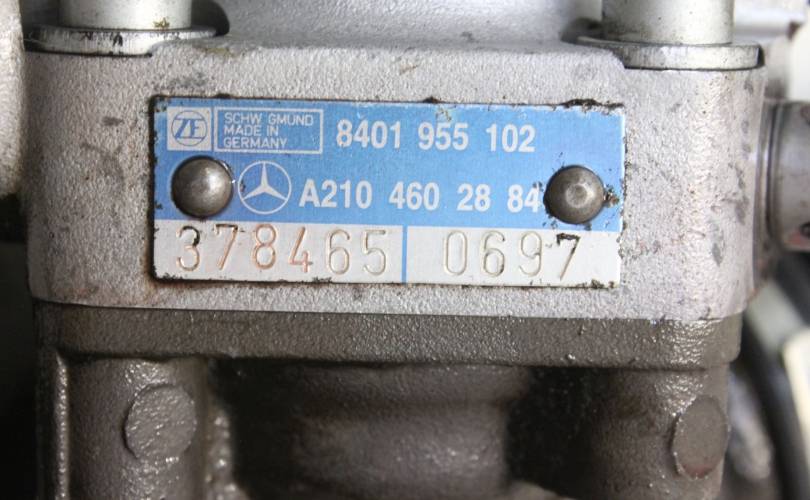 ZF SCHW GMUND
MADE IN
GERMANY
8401 955 102
A210 460 28 84
378465 0697